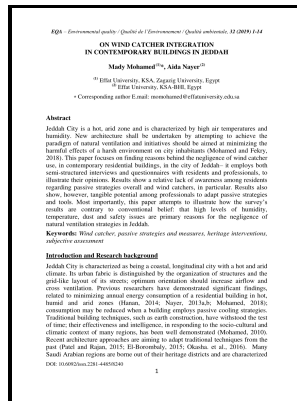 EQA – Environmental quality / Qualité de l'Environnement / Qualità ambientale, 32 (2019) 1-14
ON WIND CATCHER INTEGRATION
IN CONTEMPORARY BUILDINGS IN JEDDAH
Mady Mohamed (1)*, Aida Nayer (2)
(1) Effat University, KSA, Zagazig University, Egypt
(2) Effat University, KSA-BHI, Egypt
* Corresponding author E.mail: momohamed@effatuniversity.edu.sa
Abstract
Jeddah City is a hot, arid zone and is characterized by high air temperatures and
humidity. New architecture shall be undertaken by attempting to achieve the
paradigm of natural ventilation and initiatives should be aimed at minimizing the
harmful effects of a harsh environment on city inhabitants (Mohamed and Fekry,
2018). This paper focuses on finding reasons behind the negligence of wind catcher
use, in contemporary residential buildings, in the city of Jeddah- it employs both
semi-structured interviews and questionnaires with residents and professionals, to
illustrate their opinions. Results show a relative lack of awareness among residents
regarding passive strategies overall and wind catchers, in particular. Results also
show, however, tangible potential among professionals to adapt passive strategies
and tools. Most importantly, this paper attempts to illustrate how the survey's
results are contrary to conventional belief: that high levels of humidity,
temperature, dust and safety issues are primary reasons for the negligence of
natural ventilation strategies in Jeddah.
Keywords: Wind catcher, passive strategies and measures, heritage interventions,
subjective assessment
Introduction and Research background
Jeddah City is characterized as being a coastal, longitudinal city with a hot and arid
climate. Its urban fabric is distinguished by the organization of structures and the
grid-like layout of its streets; optimum orientation should increase airflow and
cross ventilation. Previous researchers have demonstrated significant findings,
related to minimizing annual energy consumption of a residential building in hot,
humid and arid zones (Hanan, 2014; Nayer, 2013a,b; Mohamed, 2018);
consumption may be reduced when a building employs passive cooling strategies.
Traditional building techniques, such as earth construction, have withstood the test
of time; their effectiveness and intelligence, in responding to the socio-cultural and
climatic context of many regions, has been well demonstrated (Mohamed, 2010).
Recent architecture approaches are aiming to adapt traditional techniques from the
past (Patel and Rajan, 2015; El-Borombaly, 2015; Okasha, et al., 2016). Many
Saudi Arabian regions are borne out of their heritage districts and are characterized
DOI: 10.6092/issn.2281-4485/8240
1